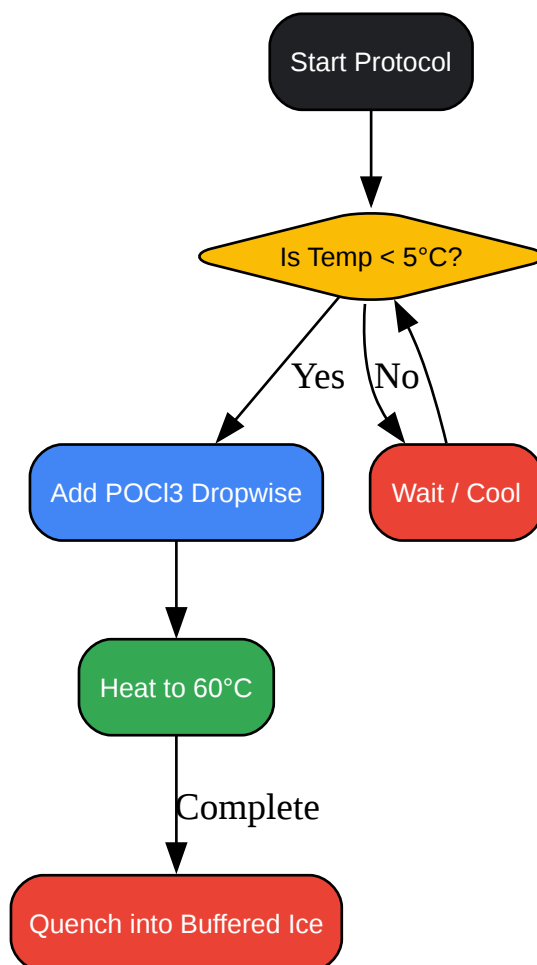 Start Protocol
Is Temp < 5°C?
Yes
No
Add POCl3 Dropwise
Wait / Cool
Heat to 60°C
Complete
Quench into Buffered Ice